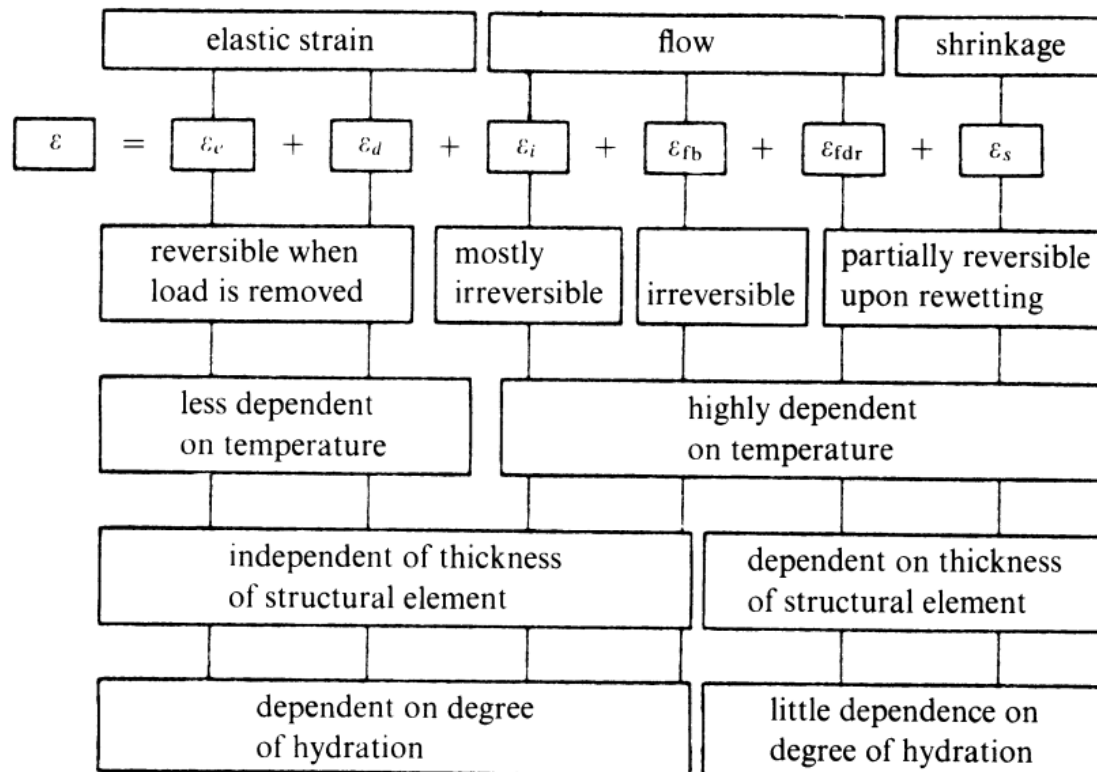 elastic strain flow shrinkage
ε = εe + εd + εi + εfb + εfdr + εs
reversible when
load is removed
mostly
irreversible
irreversible
partially reversible
upon rewetting
less dependent
on temperature
highly dependent
on temperature
independent of thickness
of structural element
dependent on thickness
of structural element
dependent on degree
of hydration
little dependence on
degree of hydration